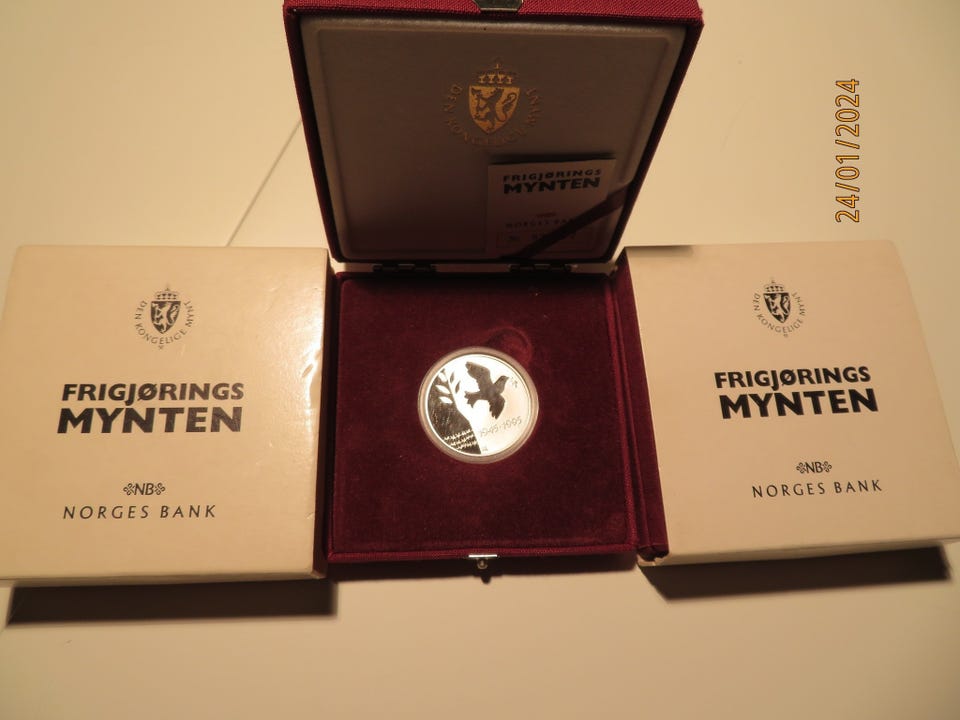 DEN KONGELIGE MYNT
FRIGJØRINGS
MYNTEN
NORGES BANK
24/01/2024
DEN KONGELIGE MYNT
FRIGJØRINGS
MYNTEN
NB
NORGES BANK
1945-1995
DEN KONGELIGE MYNT
FRIGJØRINGS
MYNTEN
NB
NORGES BANK